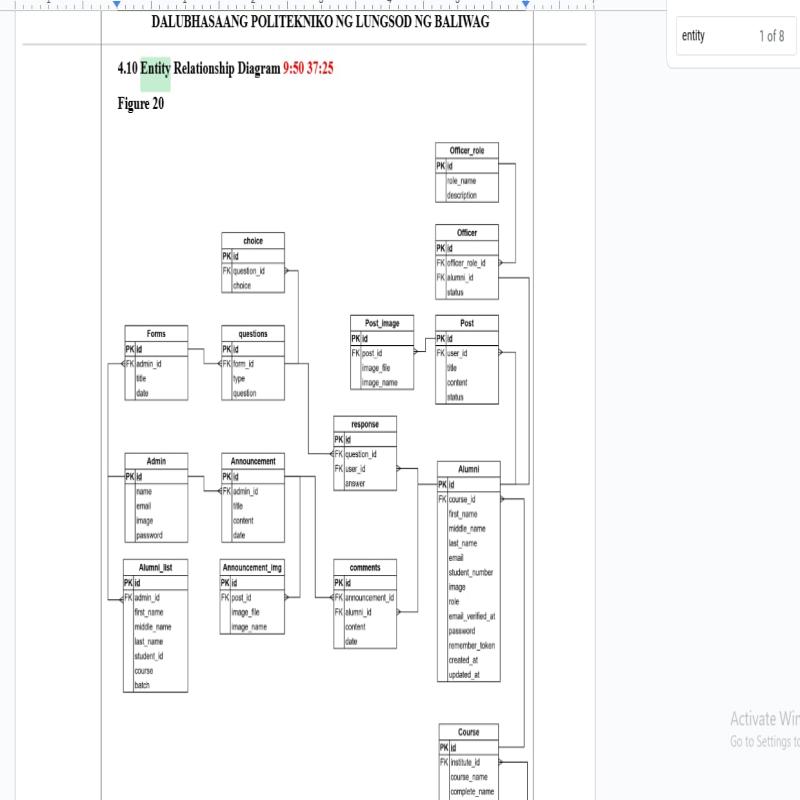 DALUBHASAANG POLITEKNIKO NG LUNGSOD NG BALIWAG
entity 1 of 8
4.10 Entity Relationship Diagram 9:50 37:25
Figure 20
Officer_role
PK id
role_name
description
Officer
PK id
FK officer_role_id
FK alumni_id
status
choice
PK id
FK question_id
choice
Forms
PK id
FK admin_id
title
date
questions
PK id
FK form_id
type
question
Post_image
PK id
FK post_id
image_file
image_name
Post
PK id
FK user_id
title
content
status
response
PK id
FK question_id
FK user_id
answer
Admin
PK id
name
email
image
password
Announcement
PK id
FK admin_id
title
content
date
Alumni
PK id
FK course_id
first_name
middle_name
last_name
email
student_number
image
role
email_verified_at
password
remember_token
created_at
updated_at
Alumni_list
PK id
FK admin_id
first_name
middle_name
last_name
student_id
course
batch
Announcement_img
PK id
FK post_id
image_file
image_name
comments
PK id
FK announcement_id
FK alumni_id
content
date
Course
PK id
FK institute_id
course_name
complete_name
Activate Win
Go to Settings to